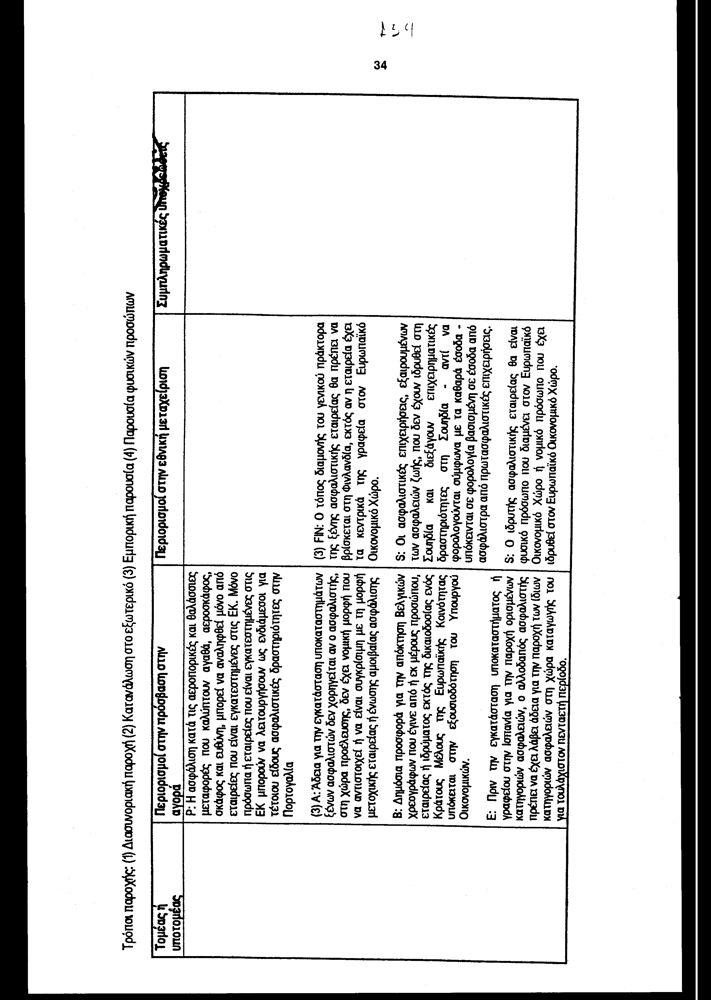 154
34
Τρόποι παροχής: (1) Διασυνοριακή παροχή (2) Κατανάλωση στο εξωτερικό (3) Εμπορική παρουσία (4) Παρουσία φυσικών προσώπων
Τομέας ή
υποτομέας
Περιορισμοί στην πρόσβαση στην
αγορά
Περιορισμοί στην εθνική μεταχείριση
Συμπληρωματικές υποχρεώσεις
P: Η ασφάλιση κατά τις αεροπορικές και θαλάσσιες
μεταφορές που καλύπτουν αγαθά, αεροσκάφος,
σκάφος και ευθύνη, μπορεί να αναληφθεί μόνο από
εταιρείες που είναι εγκατεστημένες στις ΕΚ. Μόνο
πρόσωπα ή εταιρείες που είναι εγκατεστημένες στις
ΕΚ μπορούν να λειτουργήσουν ως ενδιάμεσοι για
τέτοιου είδους ασφαλιστικές δραστηριότητες στην
Πορτογαλία
(3) A: Άδεια για την εγκατάσταση υποκαταστημάτων
ξένων ασφαλιστών δεν χορηγείται αν ο ασφαλιστής,
στη χώρα προέλευσης, δεν έχει νομική μορφή που
να αντιστοιχεί ή να είναι συγκρίσιμη με τη μορφή
μετοχικής εταιρείας ή ένωσης αμοιβαίας ασφάλισης
B: Δημόσια προσφορά για την απόκτηση Βελγικών
χρεογράφων που έγινε από ή εκ μέρους προσώπου,
εταιρείας ή ιδρύματος εκτός της δικαιοδοσίας ενός
Κράτους Μέλους της Ευρωπαϊκής Κοινότητας
υπόκειται στην εξουσιοδότηση του Υπουργού
Οικονομικών.
E: Πριν την εγκατάσταση υποκαταστήματος ή
γραφείου στην Ισπανία για την παροχή ορισμένων
κατηγοριών ασφαλειών, ο αλλοδαπός ασφαλιστής
πρέπει να έχει λάβει άδεια για την παροχή των ίδιων
κατηγοριών ασφαλειών στη χώρα καταγωγής του
για τουλάχιστον πενταετή περίοδο.
(3) FIN: Ο τόπος διαμονής του γενικού πράκτορα
της ξένης ασφαλιστικής εταιρείας θα πρέπει να
βρίσκεται στη Φινλανδία, εκτός αν η εταιρεία έχει
τα κεντρικά της γραφεία στον Ευρωπαϊκό
Οικονομικό Χώρο.
S: Οι ασφαλιστικές επιχειρήσεις, εξαιρουμένων
των ασφαλειών ζωής, που δεν έχουν ιδρυθεί στη
Σουηδία και διεξάγουν επιχειρηματικές
δραστηριότητες στη Σουηδία - αντί να
φορολογούνται σύμφωνα με τα καθαρά έσοδα -
υπόκεινται σε φορολογία βασισμένη σε έσοδα από
ασφάλιστρα από πρωτασφαλιστικές επιχειρήσεις.
S: Ο ιδρυτής ασφαλιστικής εταιρείας θα είναι
φυσικό πρόσωπο που διαμένει στον Ευρωπαϊκό
Οικονομικό Χώρο ή νομικό πρόσωπο που έχει
ιδρυθεί στον Ευρωπαϊκό Οικονομικό Χώρο.